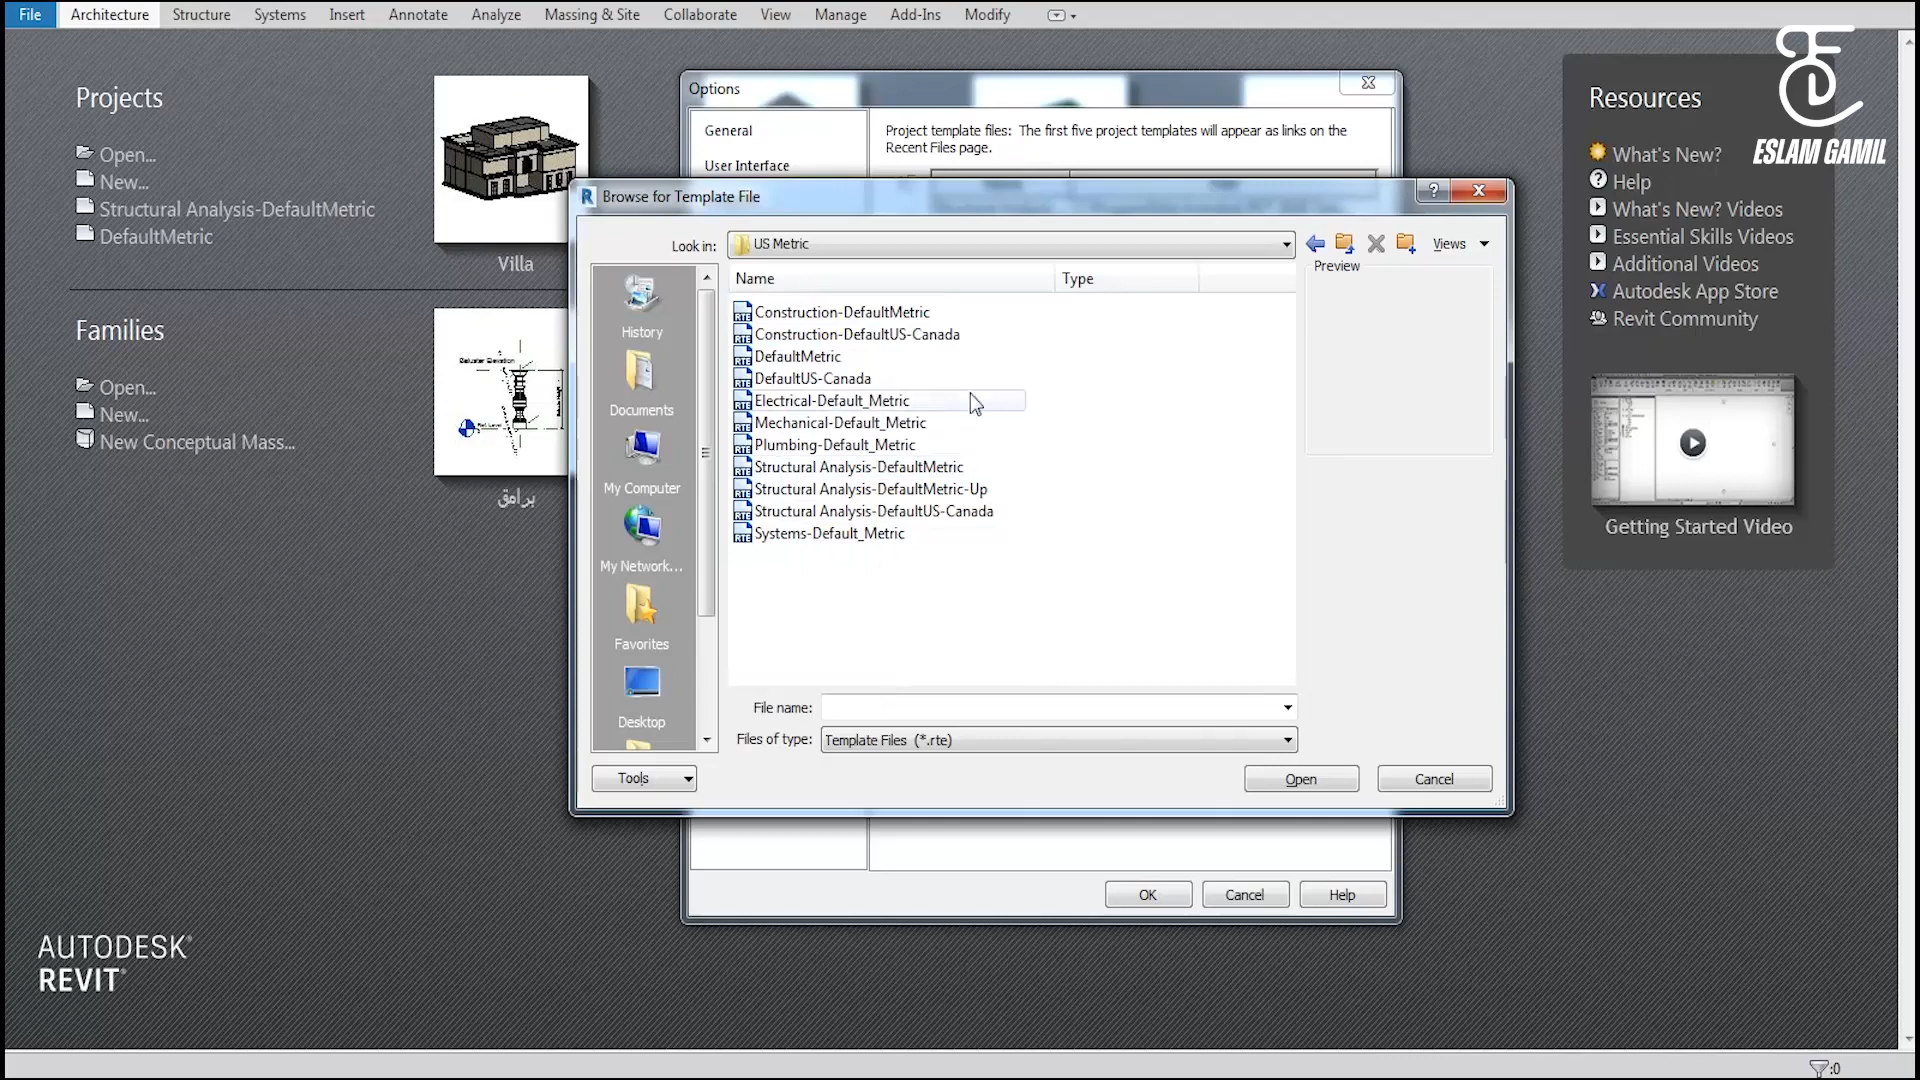 File Architecture Structure Systems Insert Annotate Analyze Massing & Site Collaborate View Manage Add-Ins Modify
Projects
Open...
New...
Structural Analysis-DefaultMetric
DefaultMetric
Villa
Families
Open...
New...
New Conceptual Mass...
برامق
Options
General
User Interface
Project template files: The first five project templates will appear as links on the
Recent Files page.
Browse for Template File
Look in: US Metric
Views
Preview
Name Type
Construction-DefaultMetric
Construction-DefaultUS-Canada
DefaultMetric
DefaultUS-Canada
Electrical-Default_Metric
Mechanical-Default_Metric
Plumbing-Default_Metric
Structural Analysis-DefaultMetric
Structural Analysis-DefaultMetric-Up
Structural Analysis-DefaultUS-Canada
Systems-Default_Metric
History
Documents
My Computer
My Network...
Favorites
Desktop
File name:
Files of type: Template Files (*.rte)
Tools
Open
Cancel
OK
Cancel
Help
Resources
What's New?
Help
What's New? Videos
Essential Skills Videos
Additional Videos
Autodesk App Store
Revit Community
Getting Started Video
ESLAM GAMIL
AUTODESK®
REVIT®
:0